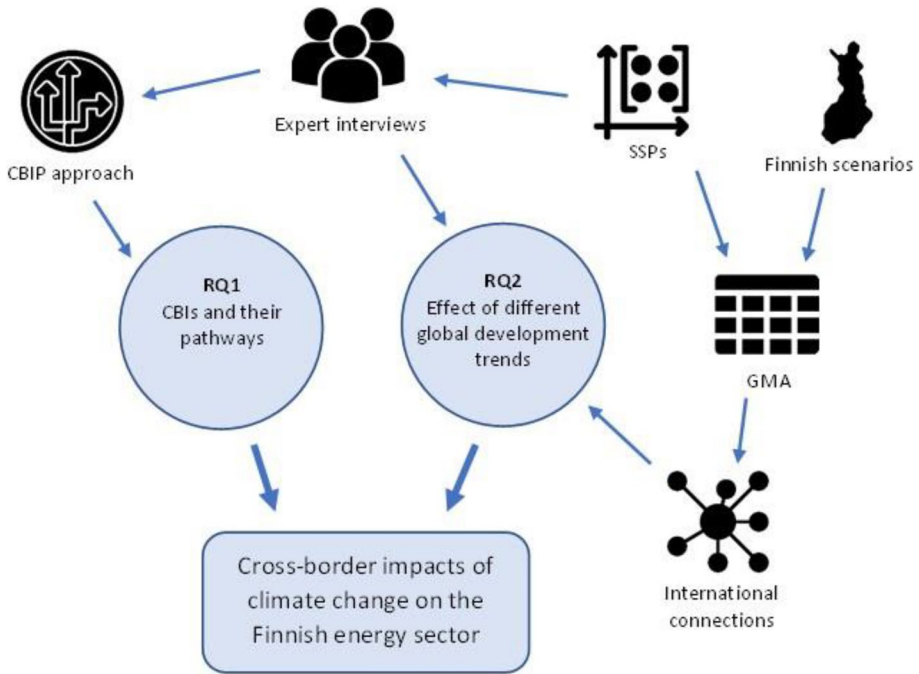 Expert interviews
CBIP approach
SSPs
Finnish scenarios
RQ1
CBIs and their
pathways
RQ2
Effect of different
global development
trends
GMA
International
connections
Cross-border impacts of
climate change on the
Finnish energy sector